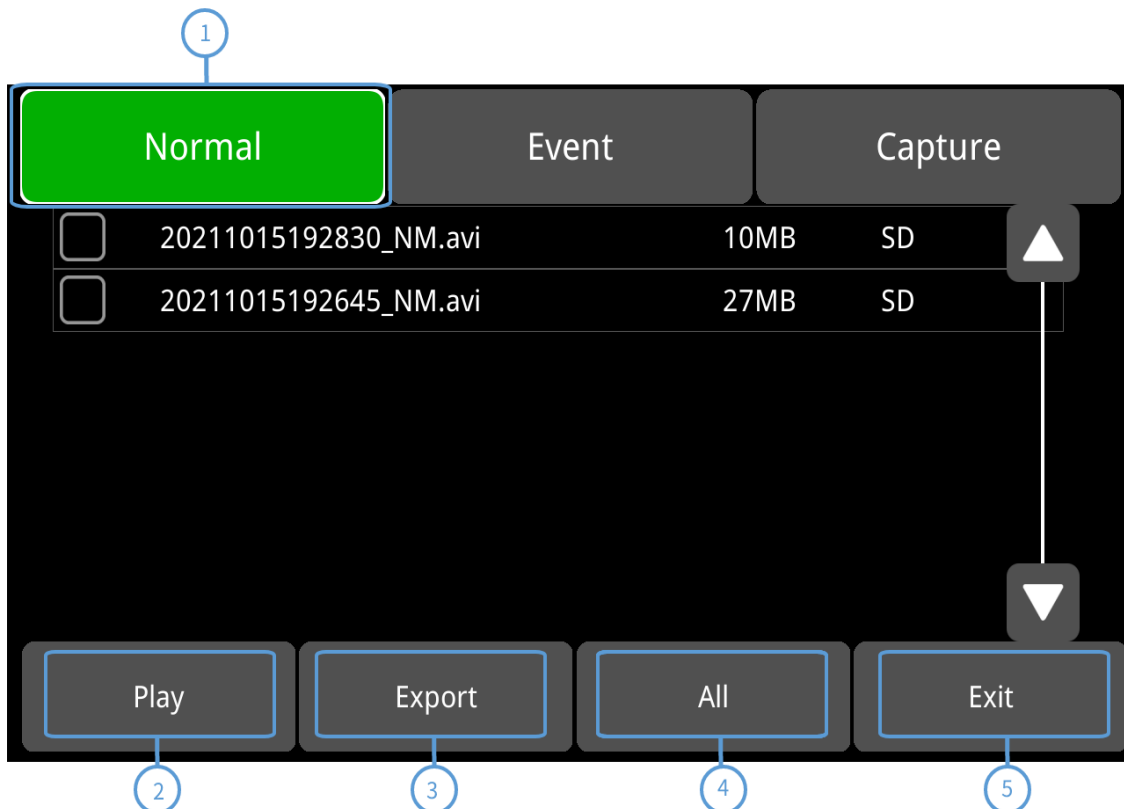 1
Normal Event Capture
20211015192830_NM.avi 10MB SD
20211015192645_NM.avi 27MB SD
Play Export All Exit
2 3 4 5